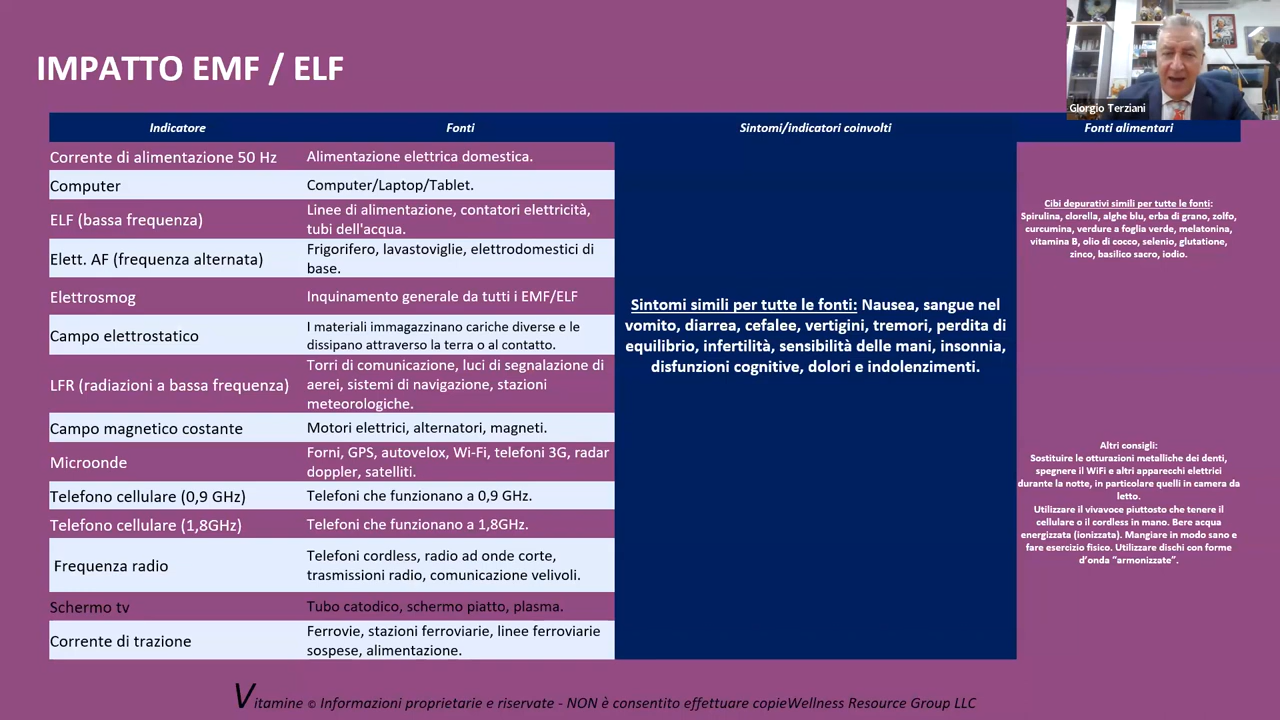 IMPATTO EMF / ELF
GIorgio Terziani
Indicatore
Fonti
Sintomi/indicatori coinvolti
Fonti alimentari
Corrente di alimentazione 50 Hz
Alimentazione elettrica domestica.
Computer
Computer/Laptop/Tablet.
ELF (bassa frequenza)
Linee di alimentazione, contatori elettricità,
tubi dell'acqua.
Elett. AF (frequenza alternata)
Frigorifero, lavastoviglie, elettrodomestici di
base.
Elettrosmog
Inquinamento generale da tutti i EMF/ELF
Campo elettrostatico
I materiali immagazzinano cariche diverse e le
dissipano attraverso la terra o al contatto.
LFR (radiazioni a bassa frequenza)
Torri di comunicazione, luci di segnalazione di
aerei, sistemi di navigazione, stazioni
meteorologiche.
Campo magnetico costante
Motori elettrici, alternatori, magneti.
Microonde
Forni, GPS, autovelox, Wi-Fi, telefoni 3G, radar
doppler, satelliti.
Telefono cellulare (0,9 GHz)
Telefoni che funzionano a 0,9 GHz.
Telefono cellulare (1,8GHz)
Telefoni che funzionano a 1,8GHz.
Frequenza radio
Telefoni cordless, radio ad onde corte,
trasmissioni radio, comunicazione velivoli.
Schermo tv
Tubo catodico, schermo piatto, plasma.
Corrente di trazione
Ferrovie, stazioni ferroviarie, linee ferroviarie
sospese, alimentazione.
Sintomi simili per tutte le fonti: Nausea, sangue nel
vomito, diarrea, cefalee, vertigini, tremori, perdita di
equilibrio, infertilità, sensibilità delle mani, insonnia,
disfunzioni cognitive, dolori e indolenzimenti.
Cibi depurativi simili per tutte le fonti:
Spirulina, clorella, alghe blu, erba di grano, zolfo,
curcumina, verdure a foglia verde, melatonina,
vitamina B, olio di cocco, selenio, glutatione,
zinco, basilico sacro, iodio.
Altri consigli:
Sostituire le otturazioni metalliche dei denti,
spegnere il WiFi e altri apparecchi elettrici
durante la notte, in particolare quelli in camera da
letto.
Utilizzare il vivavoce piuttosto che tenere il
cellulare o il cordless in mano. Bere acqua
energizzata (ionizzata). Mangiare in modo sano e
fare esercizio fisico. Utilizzare dischi con forme
d'onda "armonizzate".
Vitamine © Informazioni proprietarie e riservate - NON è consentito effettuare copieWellness Resource Group LLC